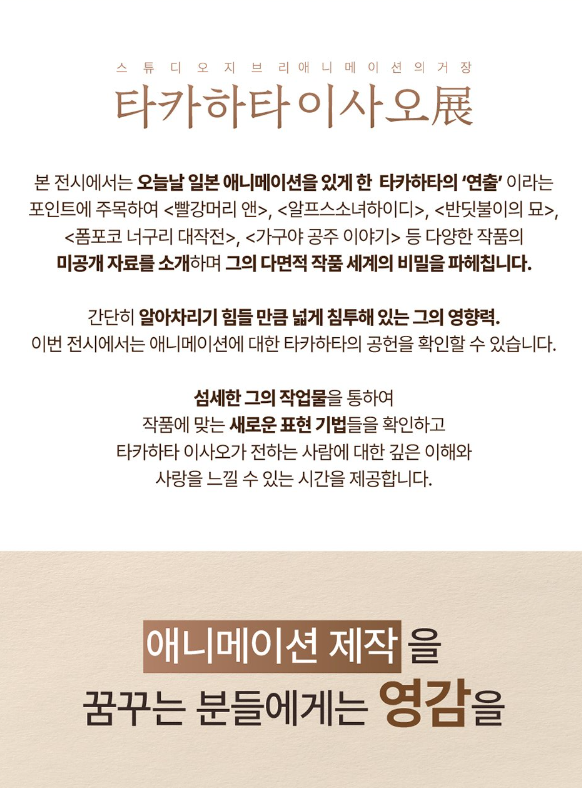 스튜디오지브리애니메이션의거장
타카하타 이사오展
본 전시에서는 오늘날 일본 애니메이션을 있게 한 타카하타의 ‘연출’ 이라는
포인트에 주목하여 <빨강머리 앤>, <알프스소녀하이디>, <반딧불이의 묘>,
<폼포코 너구리 대작전>, <가구야 공주 이야기> 등 다양한 작품의
미공개 자료를 소개하며 그의 다면적 작품 세계의 비밀을 파헤칩니다.
간단히 알아차리기 힘들 만큼 넓게 침투해 있는 그의 영향력.
이번 전시에서는 애니메이션에 대한 타카하타의 공헌을 확인할 수 있습니다.
섬세한 그의 작업물을 통하여
작품에 맞는 새로운 표현 기법들을 확인하고
타카하타 이사오가 전하는 사람에 대한 깊은 이해와
사랑을 느낄 수 있는 시간을 제공합니다.
애니메이션 제작 을
꿈꾸는 분들에게는 영감을